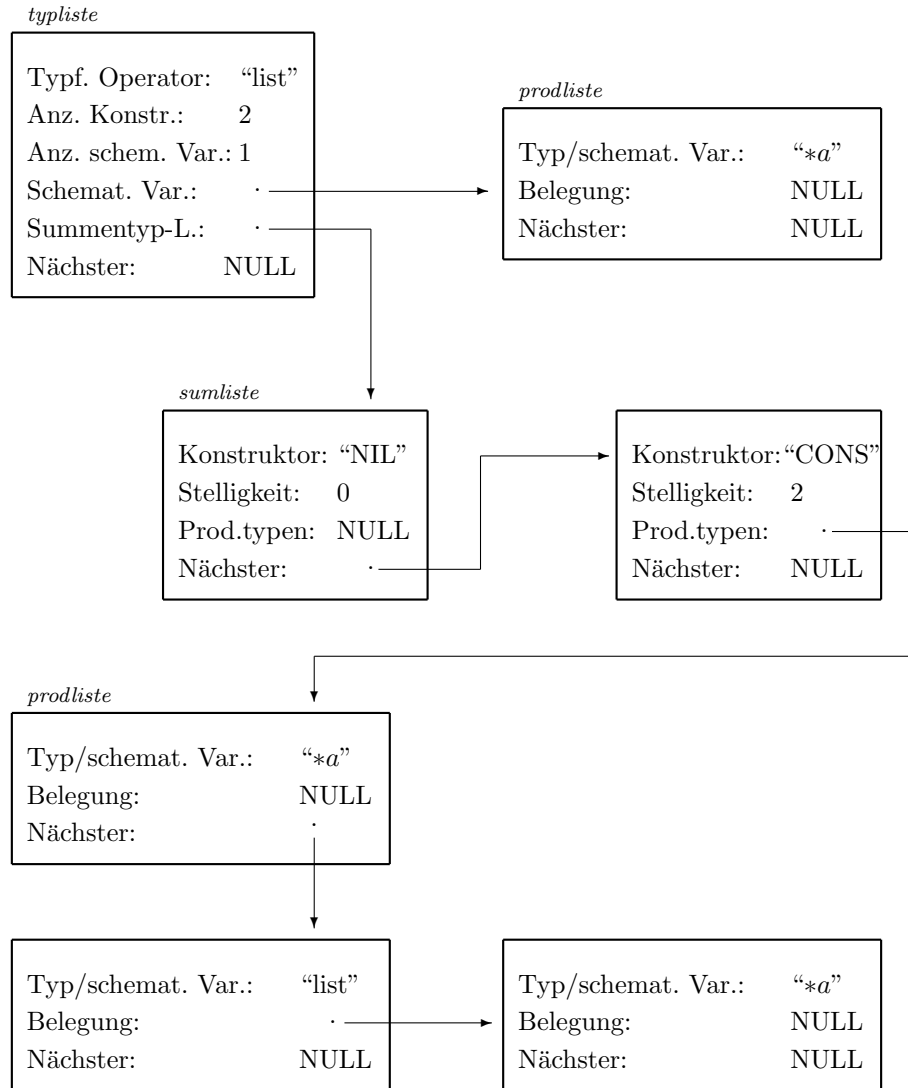 typliste
Typf. Operator: “list”
Anz. Konstr.: 2
Anz. schem. Var.: 1
Schemat. Var.: ·
Summentyp-L.: ·
Nächster: NULL
prodliste
Typ/schemat. Var.: “*a”
Belegung: NULL
Nächster: NULL
sumliste
Konstruktor: “NIL”
Stelligkeit: 0
Prod.typen: NULL
Nächster: ·
Konstruktor: “CONS”
Stelligkeit: 2
Prod.typen: ·
Nächster: NULL
prodliste
Typ/schemat. Var.: “*a”
Belegung: NULL
Nächster: ·
Typ/schemat. Var.: “list”
Belegung: ·
Nächster: NULL
Typ/schemat. Var.: “*a”
Belegung: NULL
Nächster: NULL